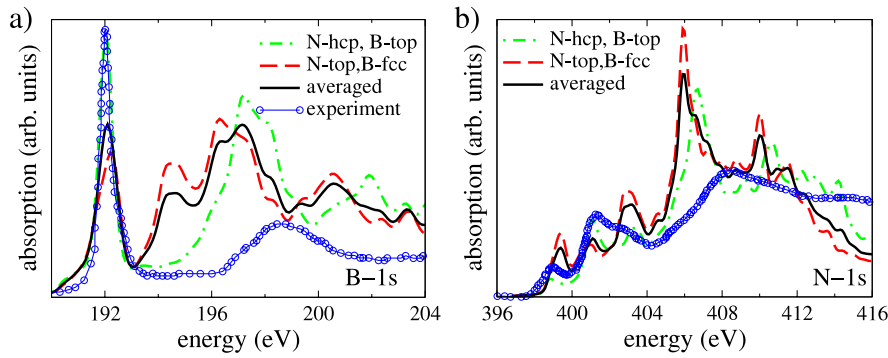 a)
N-hcp, B-top
N-top,B-fcc
averaged
experiment
absorption (arb. units)
B-1s
192 196 200 204
energy (eV)
b)
N-hcp, B-top
N-top,B-fcc
averaged
absorption (arb. units)
N-1s
396 400 404 408 412 416
energy (eV)